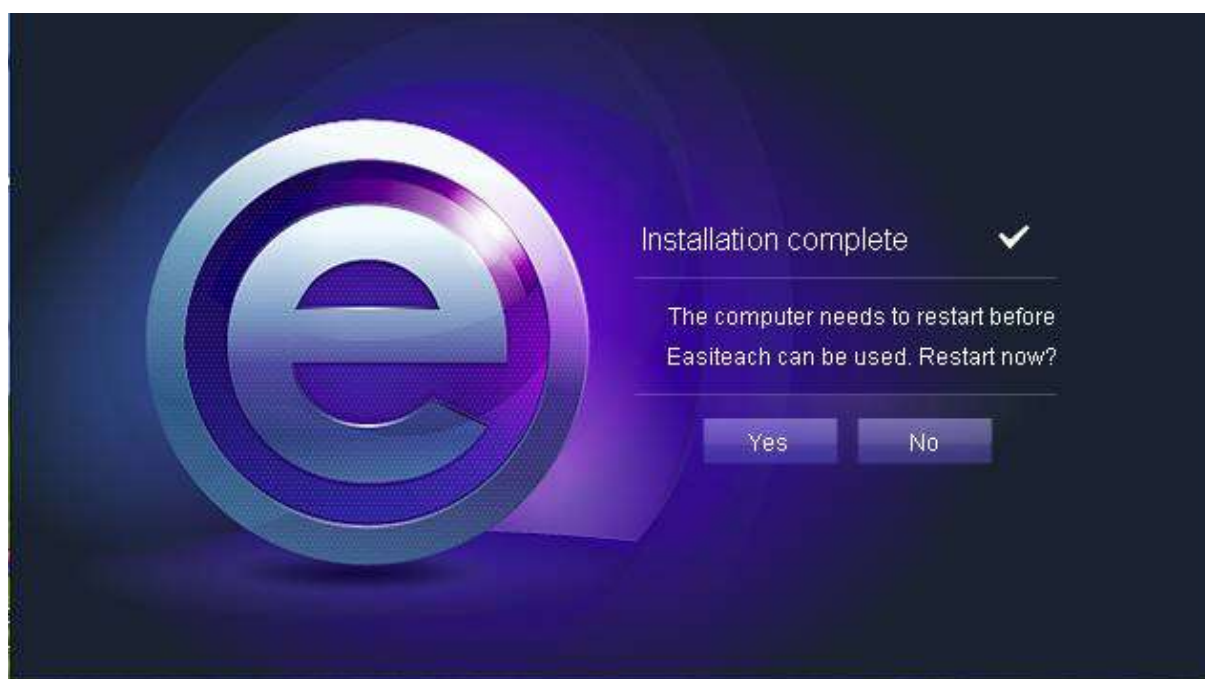 e
Installation complete
The computer needs to restart before
Easiteach can be used. Restart now?
Yes
No